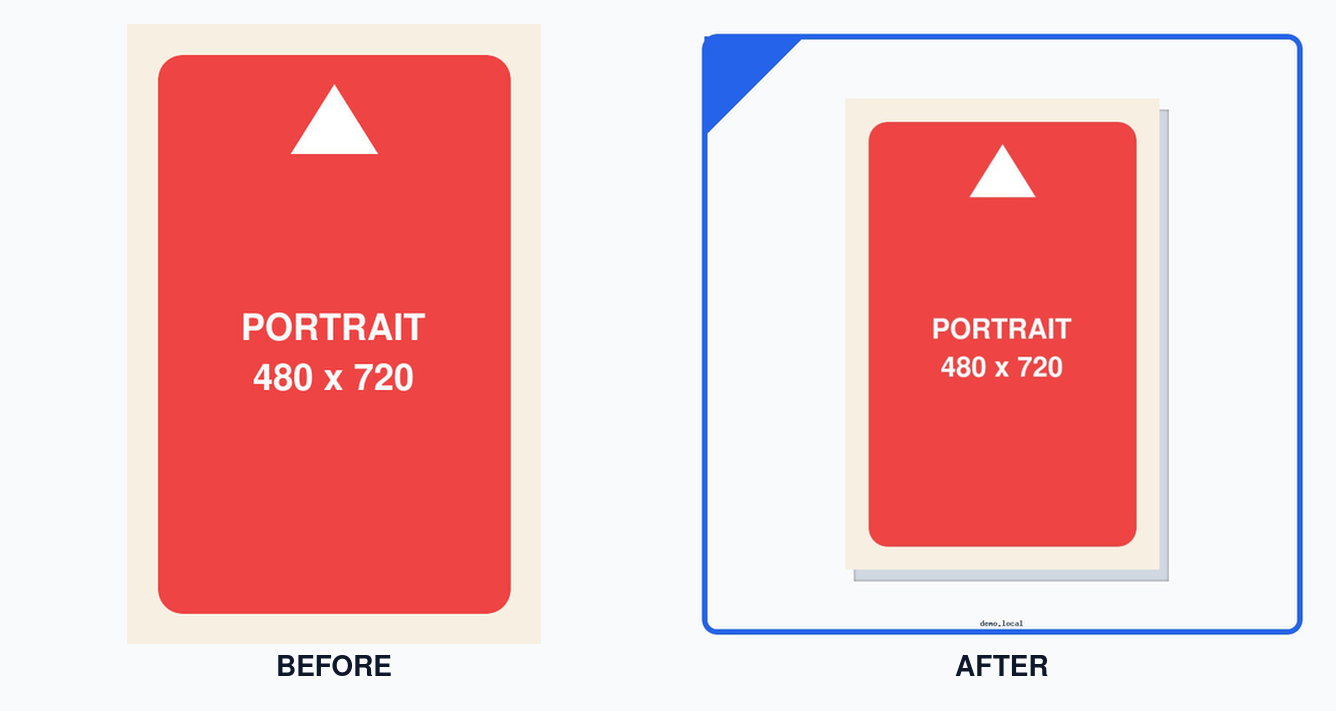 PORTRAIT
480 x 720
BEFORE
PORTRAIT
480 x 720
demo.local
AFTER